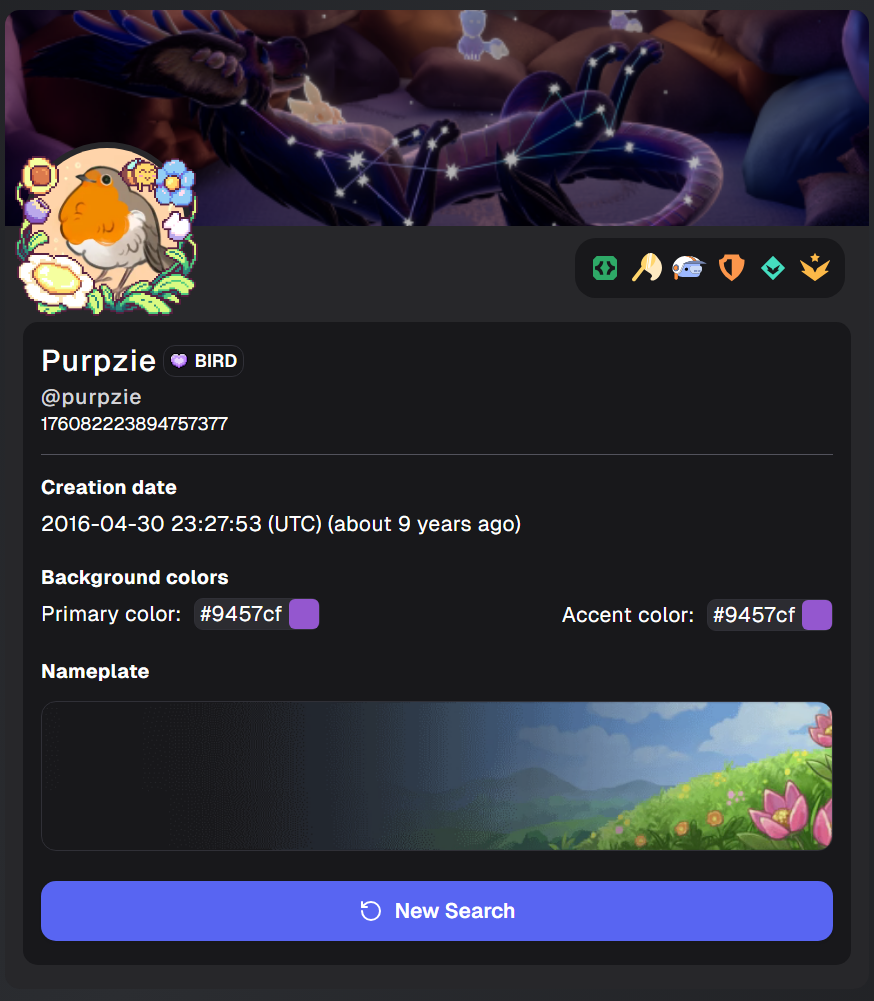 Purpzie BIRD
@purpzie
176082223894757377
Creation date
2016-04-30 23:27:53 (UTC) (about 9 years ago)
Background colors
Primary color: #9457cf Accent color: #9457cf
Nameplate
New Search